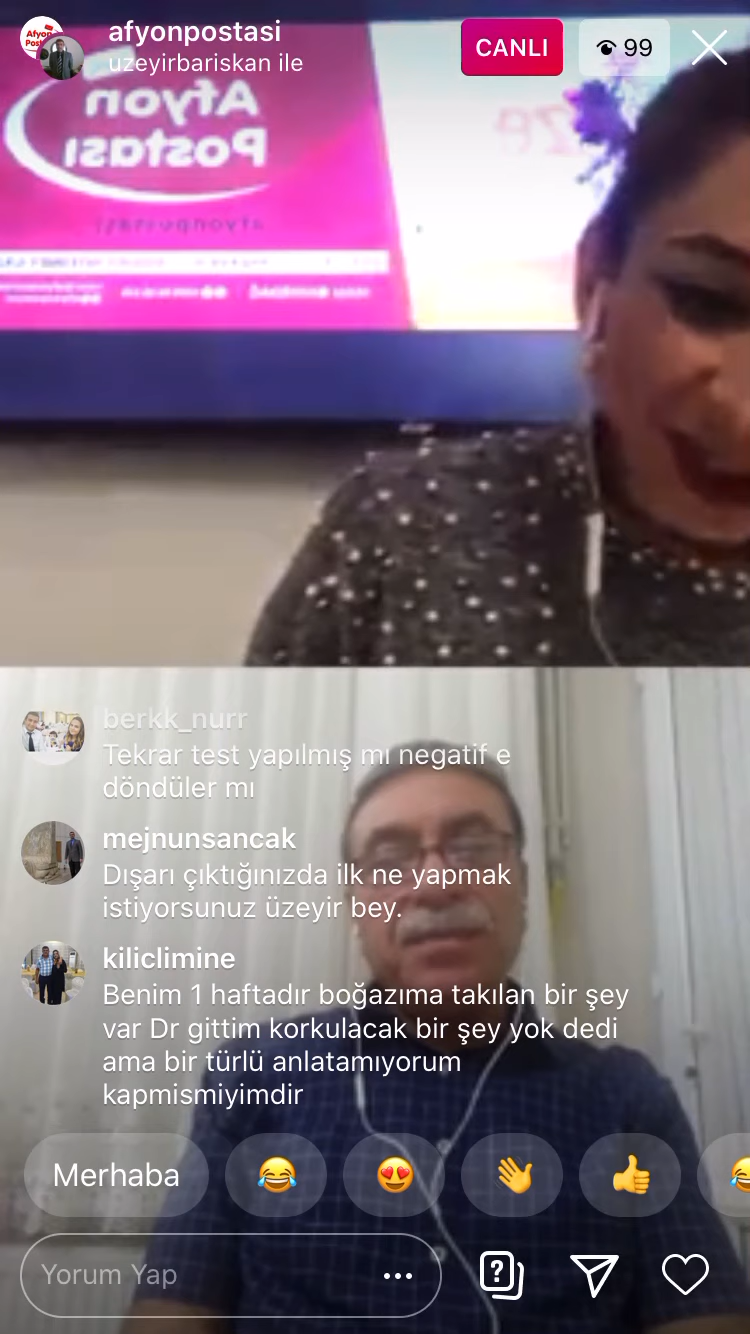 afyonpostasi
uzeyirbariskan ile
CANLI
99
Afyon
Postası
berkk_nurr
Tekrar test yapılmış mı negatif e
döndüler mı
mejnunsancak
Dışarı çıktığınızda ilk ne yapmak
istiyorsunuz üzeyir bey.
kiliclimine
Benim 1 haftadır boğazıma takılan bir şey
var Dr gittim korkulacak bir şey yok dedi
ama bir türlü anlatamıyorum
kapmismiyimdir
Merhaba
Yorum Yap